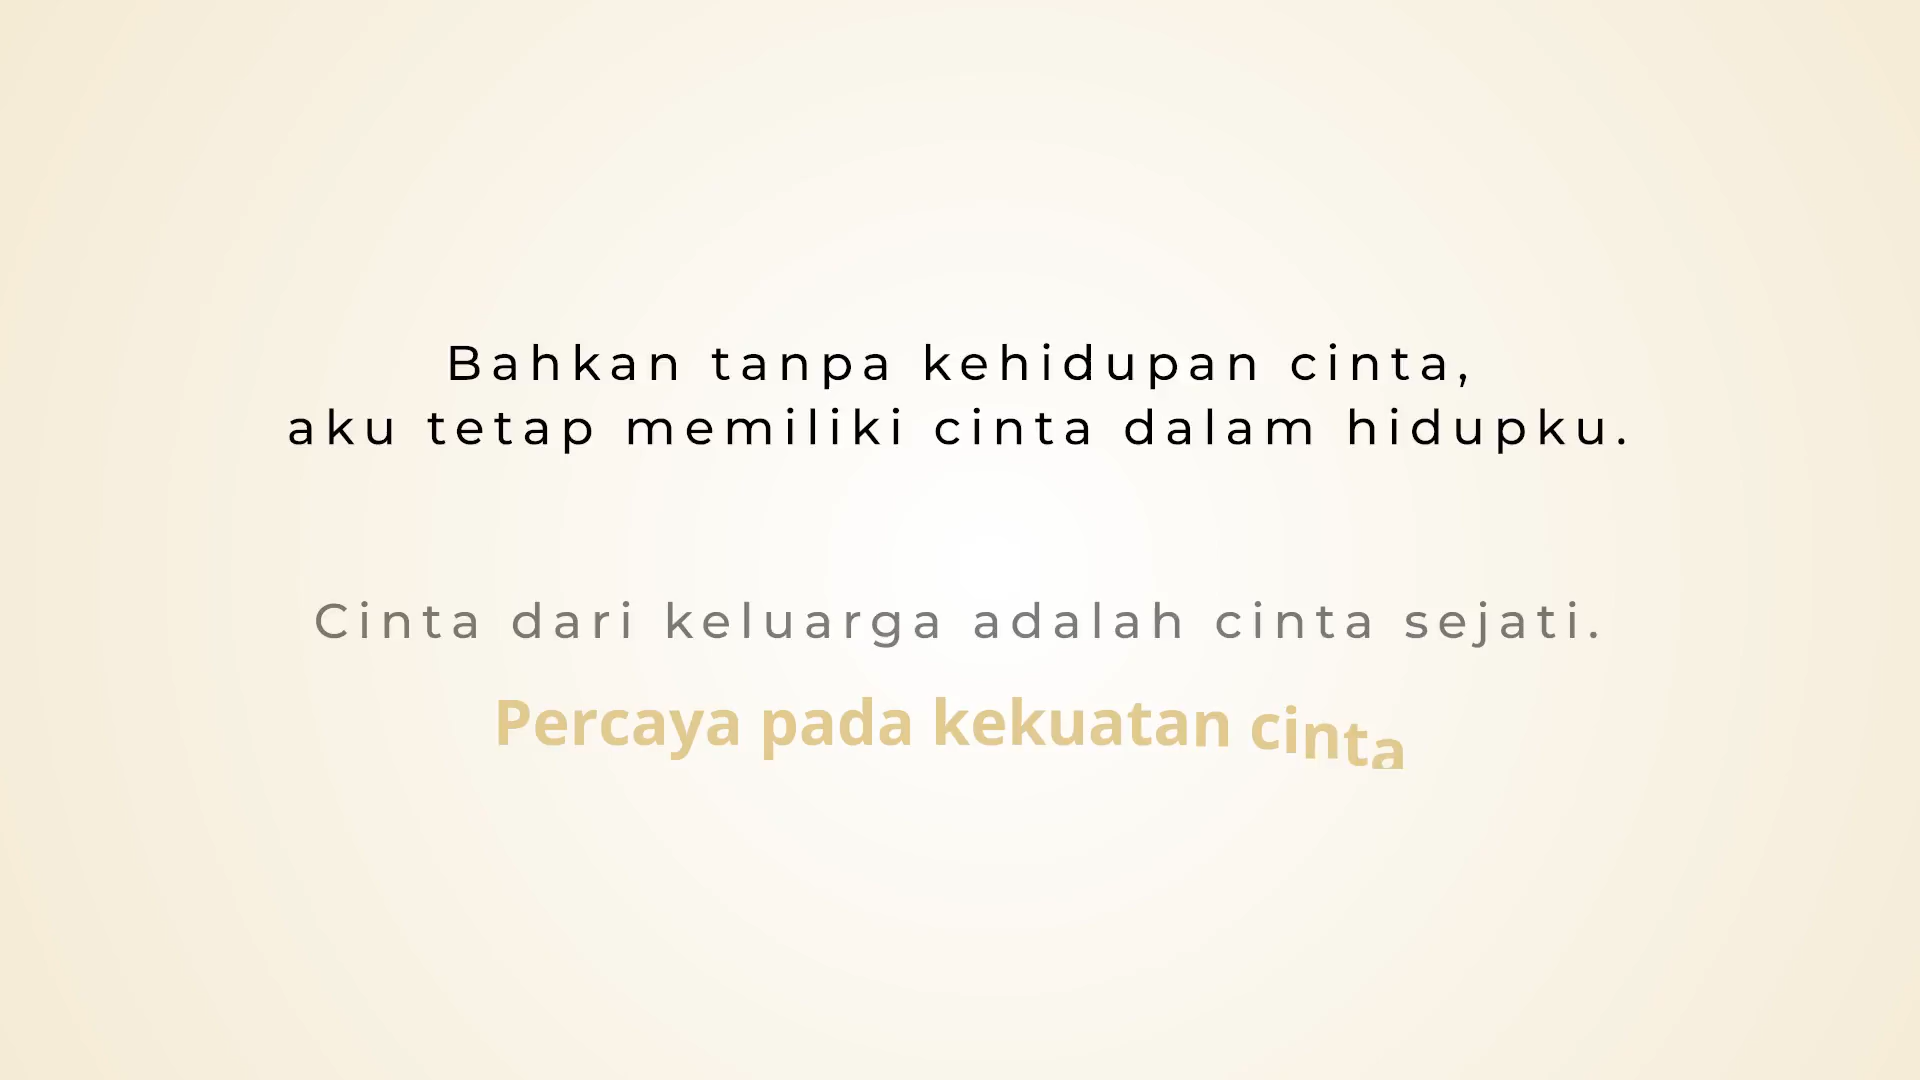 Bahkan tanpa kehidupan cinta,
aku tetap memiliki cinta dalam hidupku.
Cinta dari keluarga adalah cinta sejati.
Percaya pada kekuatan cinta